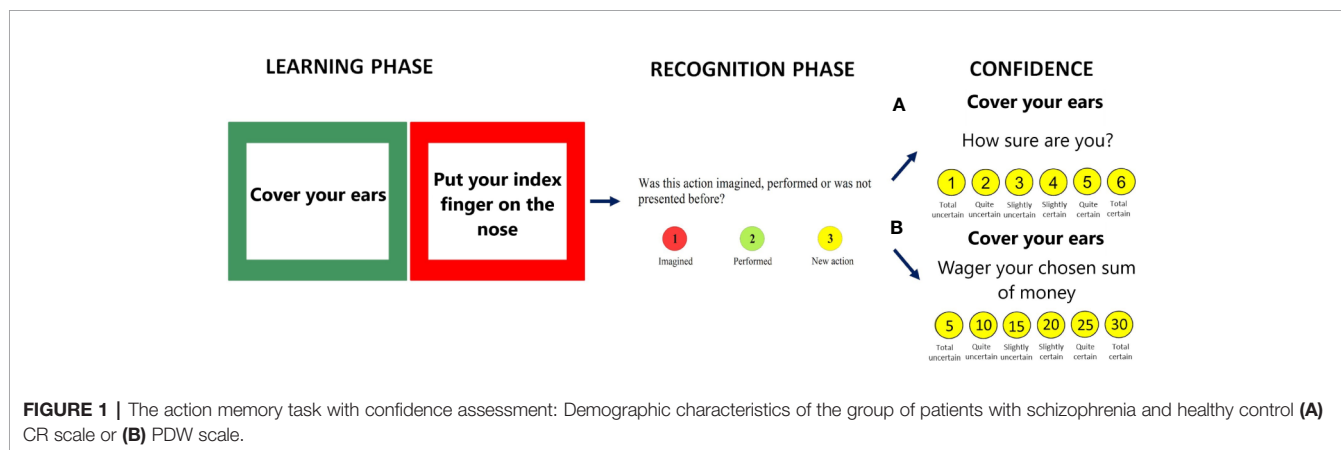 LEARNING PHASE
Cover your ears
Put your index
finger on the
nose
RECOGNITION PHASE
Was this action imagined, performed or was not
presented before?
1 2 3
Imagined Performed New action
CONFIDENCE
A
Cover your ears
How sure are you?
1 2 3 4 5 6
Total Quite Slightly Slightly Quite Total
uncertain uncertain uncertain certain certain certain
B
Cover your ears
Wager your chosen sum
of money
5 10 15 20 25 30
Total Quite Slightly Slightly Quite Total
uncertain uncertain uncertain certain certain certain
FIGURE 1 | The action memory task with confidence assessment: Demographic characteristics of the group of patients with schizophrenia and healthy control (A)
CR scale or (B) PDW scale.